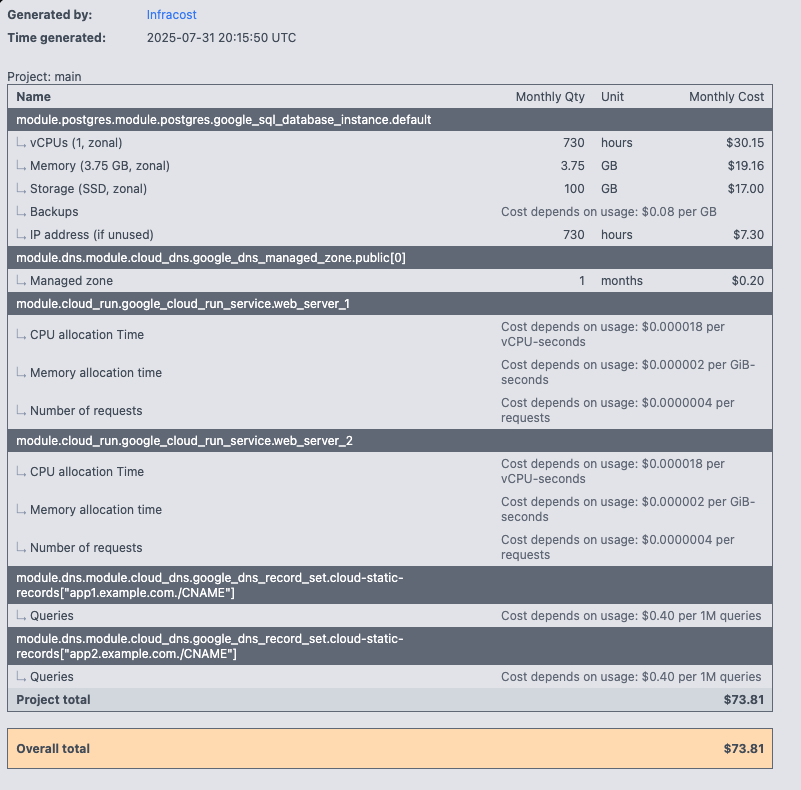 Generated by: Infracost
Time generated: 2025-07-31 20:15:50 UTC
Project: main
Name Monthly Qty Unit Monthly Cost
module.postgres.module.postgres.google_sql_database_instance.default
vCPUs (1, zonal) 730 hours $30.15
Memory (3.75 GB, zonal) 3.75 GB $19.16
Storage (SSD, zonal) 100 GB $17.00
Backups Cost depends on usage: $0.08 per GB
IP address (if unused) 730 hours $7.30
module.dns.module.cloud_dns.google_dns_managed_zone.public[0]
Managed zone 1 months $0.20
module.cloud_run.google_cloud_run_service.web_server_1
CPU allocation Time Cost depends on usage: $0.000018 per
vCPU-seconds
Memory allocation time Cost depends on usage: $0.000002 per GiB-
seconds
Number of requests Cost depends on usage: $0.0000004 per
requests
module.cloud_run.google_cloud_run_service.web_server_2
CPU allocation Time Cost depends on usage: $0.000018 per
vCPU-seconds
Memory allocation time Cost depends on usage: $0.000002 per GiB-
seconds
Number of requests Cost depends on usage: $0.0000004 per
requests
module.dns.module.cloud_dns.google_dns_record_set.cloud-static-
records["app1.example.com./CNAME"]
Queries Cost depends on usage: $0.40 per 1M queries
module.dns.module.cloud_dns.google_dns_record_set.cloud-static-
records["app2.example.com./CNAME"]
Queries Cost depends on usage: $0.40 per 1M queries
Project total $73.81
Overall total $73.81